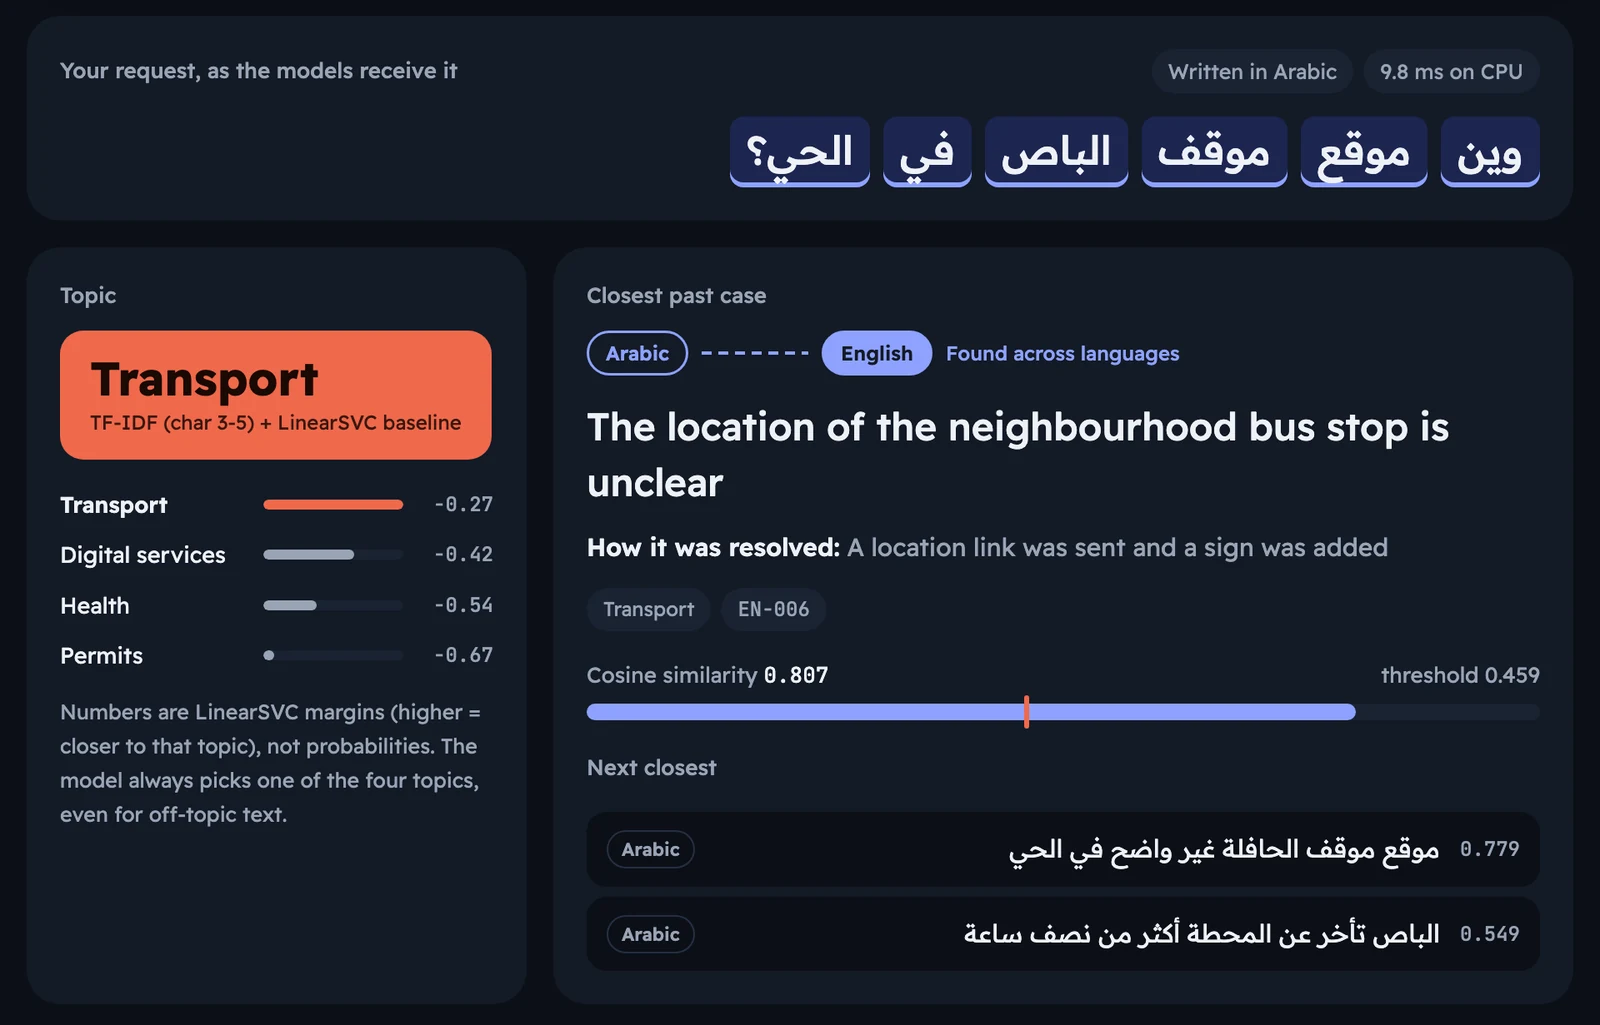 Your request, as the models receive it
Written in Arabic
9.8 ms on CPU
وين موقع موقف الباص في الحي؟
Topic
Transport
TF-IDF (char 3-5) + LinearSVC baseline
Transport -0.27
Digital services -0.42
Health -0.54
Permits -0.67
Numbers are LinearSVC margins (higher =
closer to that topic), not probabilities. The
model always picks one of the four topics,
even for off-topic text.
Closest past case
Arabic English Found across languages
The location of the neighbourhood bus stop is
unclear
How it was resolved: A location link was sent and a sign was added
Transport EN-006
Cosine similarity 0.807
threshold 0.459
Next closest
Arabic
موقع موقف الحافلة غير واضح في الحي
0.779
Arabic
الباص تأخر عن المحطة أكثر من نصف ساعة
0.549